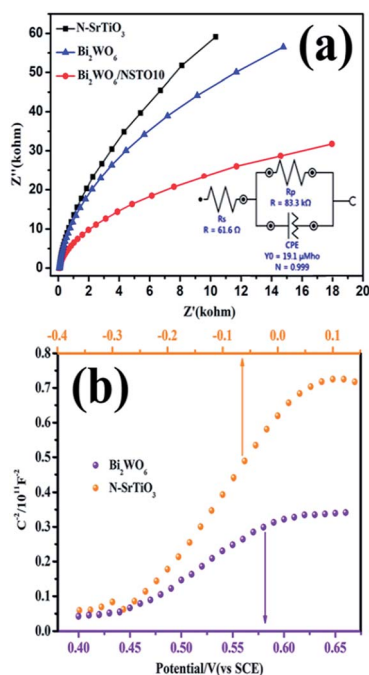 (a)
N-SrTiO₃
Bi₂WO₆
Bi₂WO₆/NSTO10
Z''(kohm)
60
50
40
30
20
10
0
Rs
R = 61.6 Ω
Rp
R = 83.3 kΩ
CPE
Y0 = 19.1 µMho
N = 0.999
0 2 4 6 8 10 12 14 16 18 20
Z'(kohm)
-0.4 -0.3 -0.2 -0.1 0.0 0.1
(b)
C⁻²/10¹¹F⁻²
0.8
0.7
0.6
0.5
0.4
0.3
0.2
0.1
0.0
Bi₂WO₆
N-SrTiO₃
0.40 0.45 0.50 0.55 0.60 0.65
Potential/V(vs SCE)